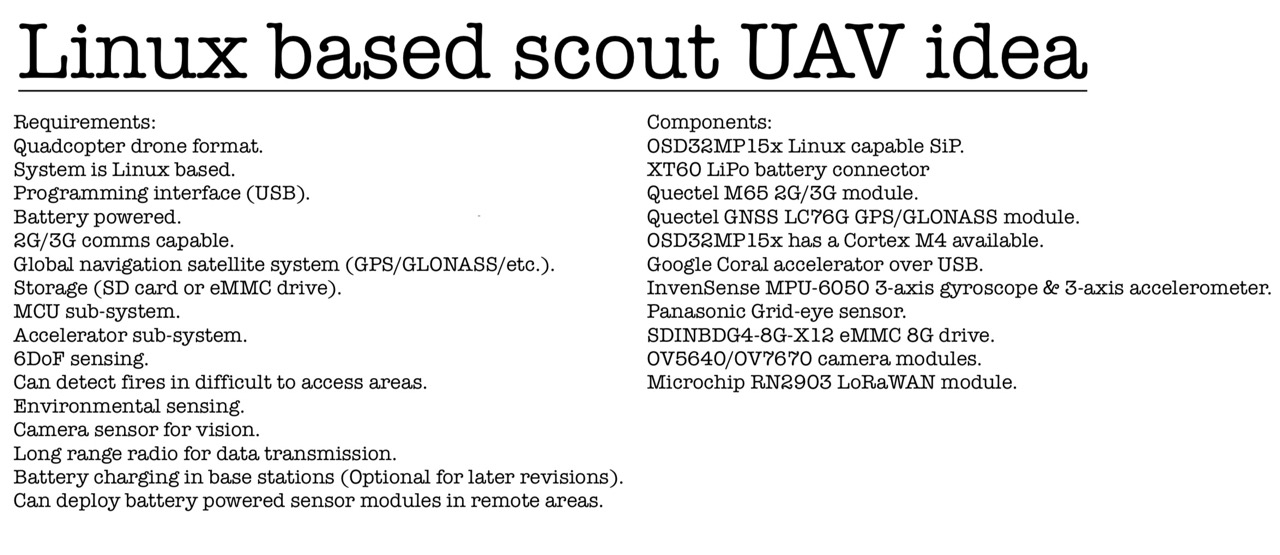 Linux based scout UAV idea
Requirements:
Quadcopter drone format.
System is Linux based.
Programming interface (USB).
Battery powered.
2G/3G comms capable.
Global navigation satellite system (GPS/GLONASS/etc.).
Storage (SD card or eMMC drive).
MCU sub-system.
Accelerator sub-system.
6DoF sensing.
Can detect fires in difficult to access areas.
Environmental sensing.
Camera sensor for vision.
Long range radio for data transmission.
Battery charging in base stations (Optional for later revisions).
Can deploy battery powered sensor modules in remote areas.
Components:
OSD32MP15x Linux capable SiP.
XT60 LiPo battery connector
Quectel M65 2G/3G module.
Quectel GNSS LC76G GPS/GLONASS module.
OSD32MP15x has a Cortex M4 available.
Google Coral accelerator over USB.
InvenSense MPU-6050 3-axis gyroscope & 3-axis accelerometer.
Panasonic Grid-eye sensor.
SDINBDG4-8G-X12 eMMC 8G drive.
OV5640/OV7670 camera modules.
Microchip RN2903 LoRaWAN module.